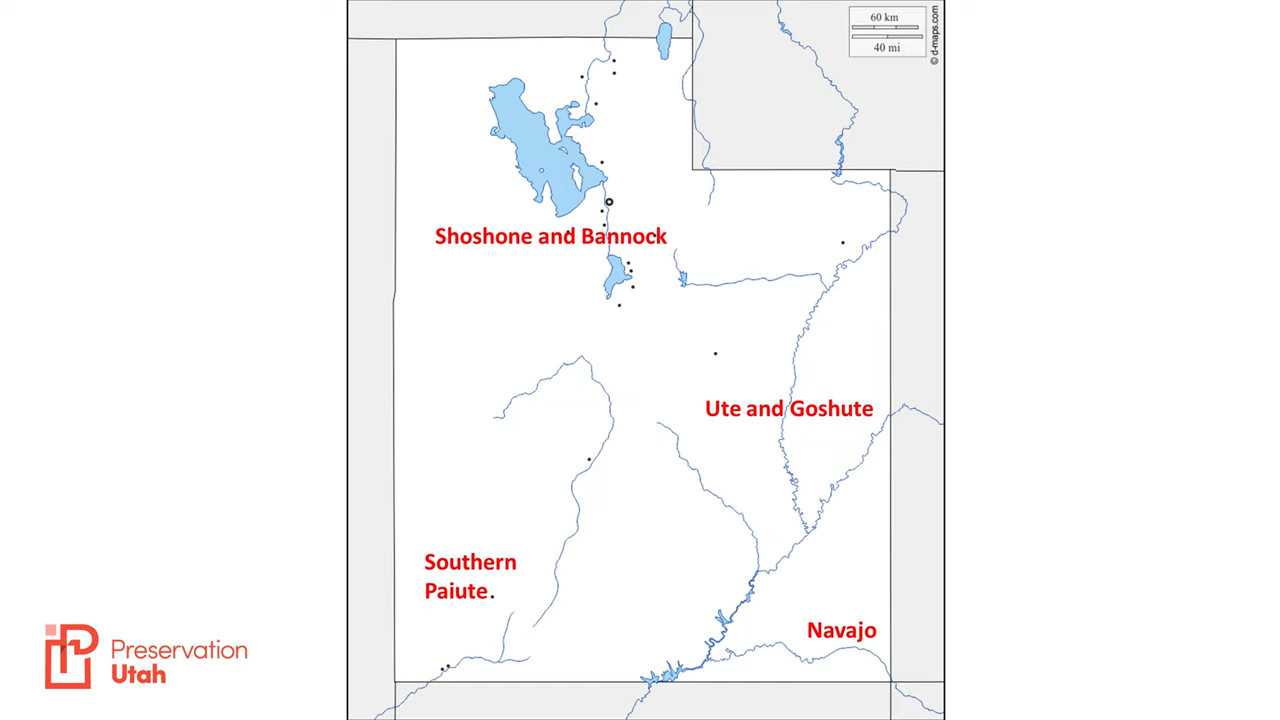 60 km
40 mi
© d-maps.com
Shoshone and Bannock
Ute and Goshute
Southern
Paiute
Navajo
Preservation
Utah